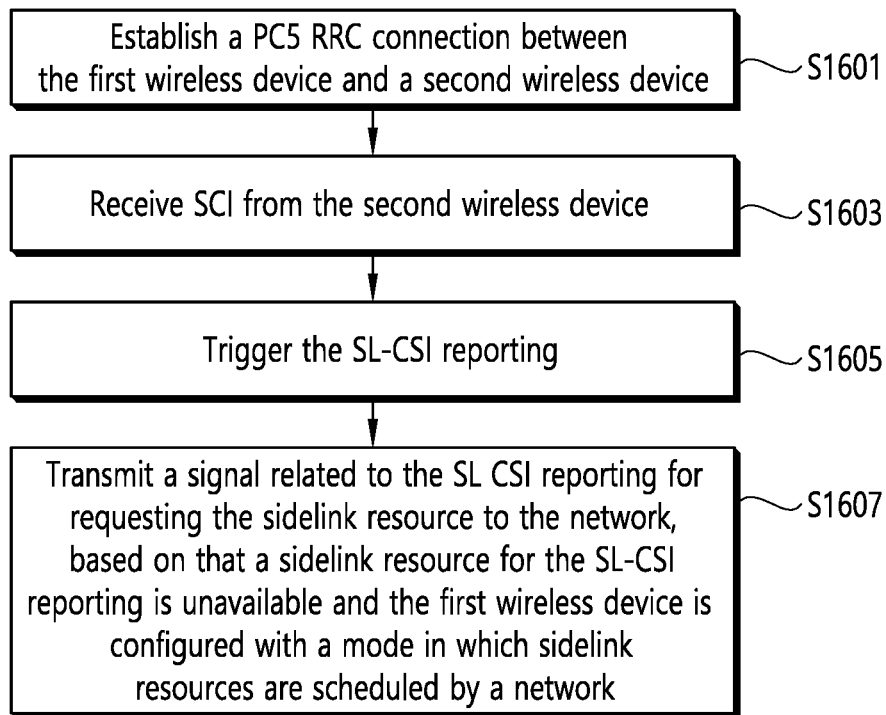 Establish a PC5 RRC connection between
the first wireless device and a second wireless device
S1601
Receive SCI from the second wireless device
S1603
Trigger the SL-CSI reporting
S1605
Transmit a signal related to the SL CSI reporting for
requesting the sidelink resource to the network,
based on that a sidelink resource for the SL-CSI
reporting is unavailable and the first wireless device is
configured with a mode in which sidelink
resources are scheduled by a network
S1607